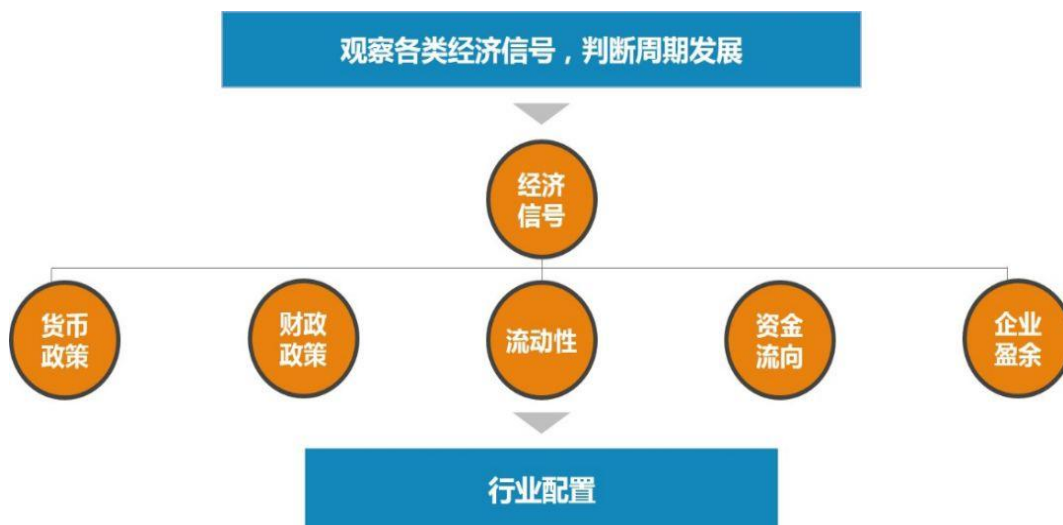 观察各类经济信号，判断周期发展
经济
信号
货币
政策
财政
政策
流动性
资金
流向
企业
盈余
行业配置